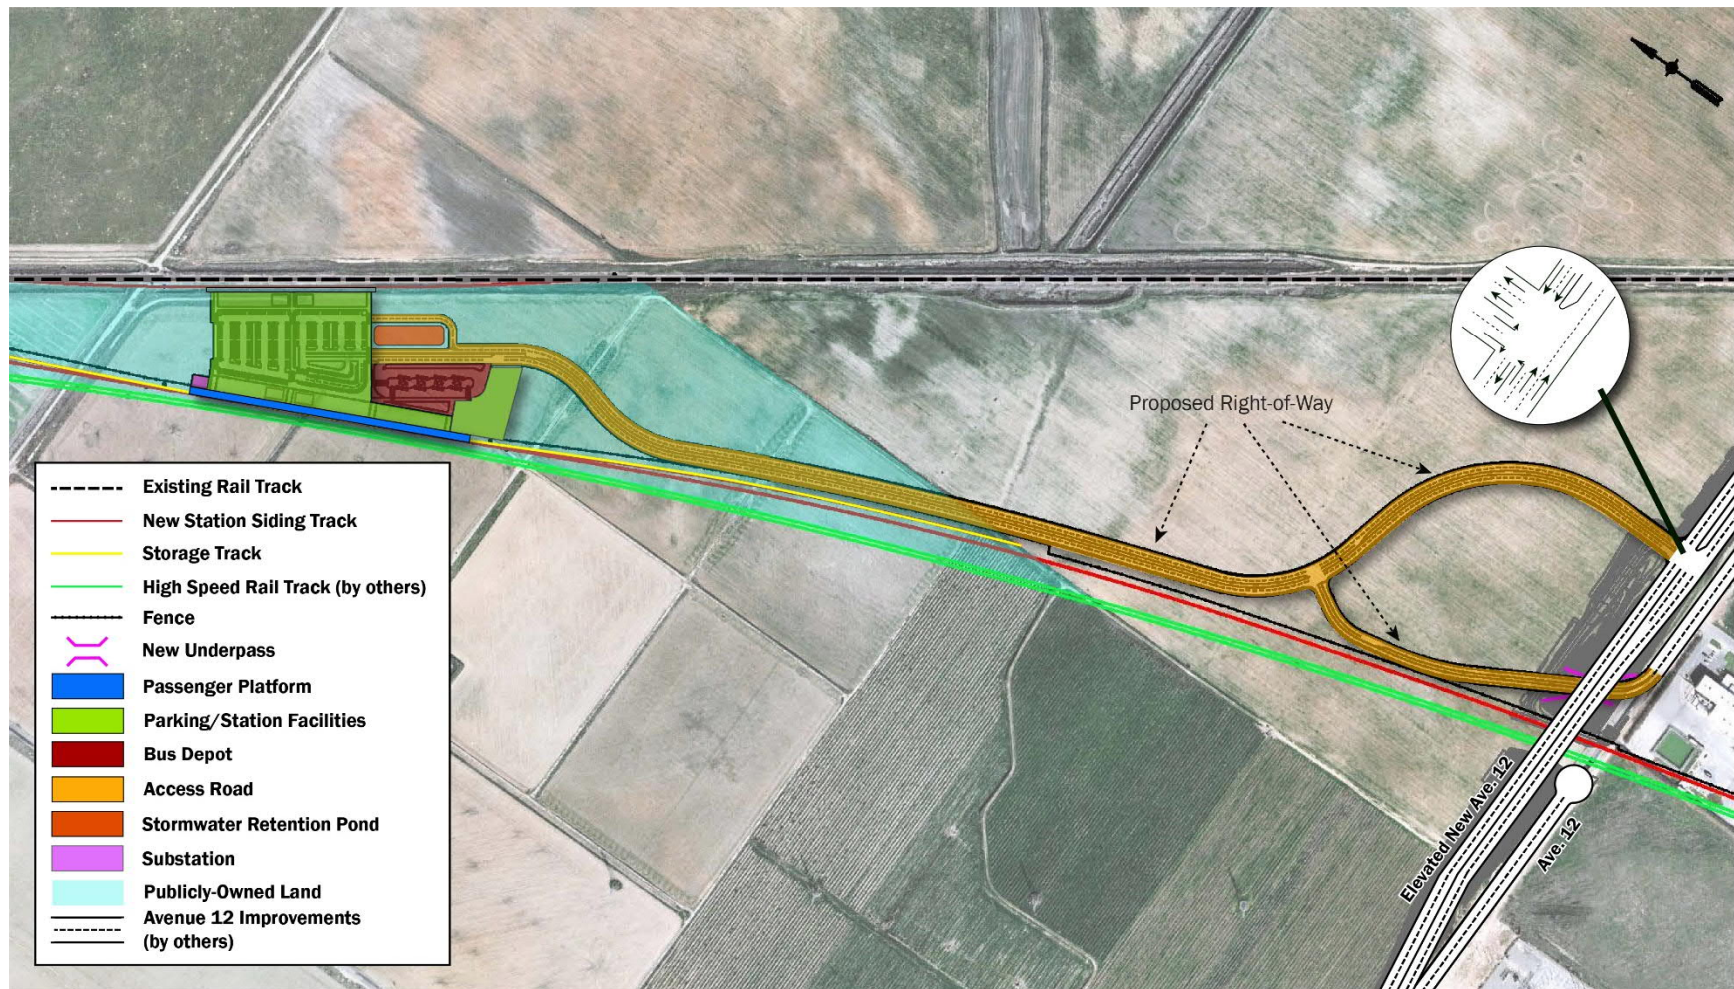 Proposed Right-of-Way
Existing Rail Track
New Station Siding Track
Storage Track
High Speed Rail Track (by others)
Fence
New Underpass
Passenger Platform
Parking/Station Facilities
Bus Depot
Access Road
Stormwater Retention Pond
Substation
Publicly-Owned Land
Avenue 12 Improvements
(by others)
Elevated New Ave. 12
Ave. 12